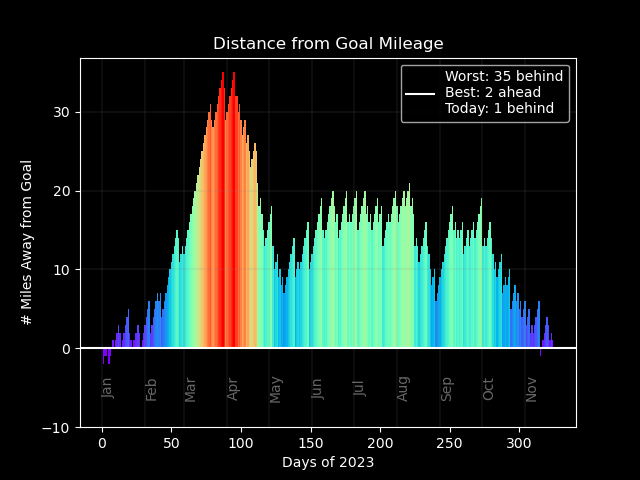 Distance from Goal Mileage
Worst: 35 behind
Best: 2 ahead
Today: 1 behind
# Miles Away from Goal
30
20
10
0
−10
Jan
Feb
Mar
Apr
May
Jun
Jul
Aug
Sep
Oct
Nov
0
50
100
150
200
250
300
Days of 2023